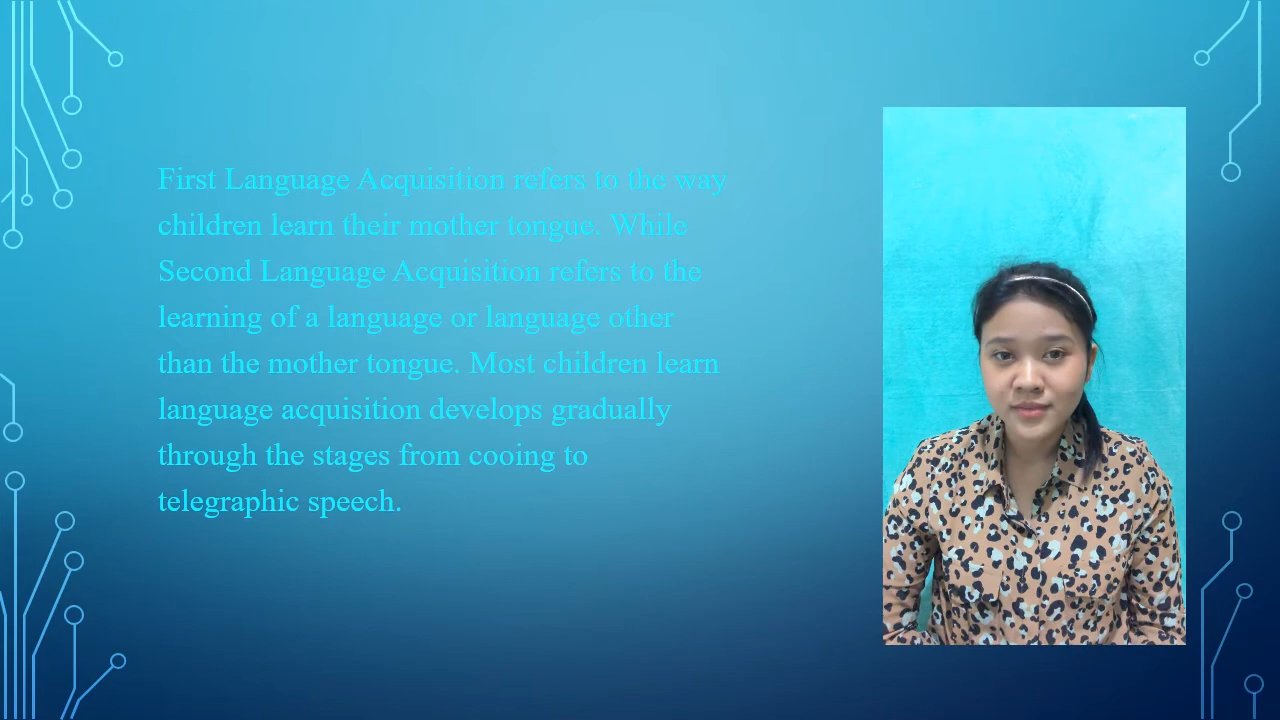 First Language Acquisition refers to the way
children learn their mother tongue. While
Second Language Acquisition refers to the
learning of a language or language other
than the mother tongue. Most children learn
language acquisition develops gradually
through the stages from cooing to
telegraphic speech.